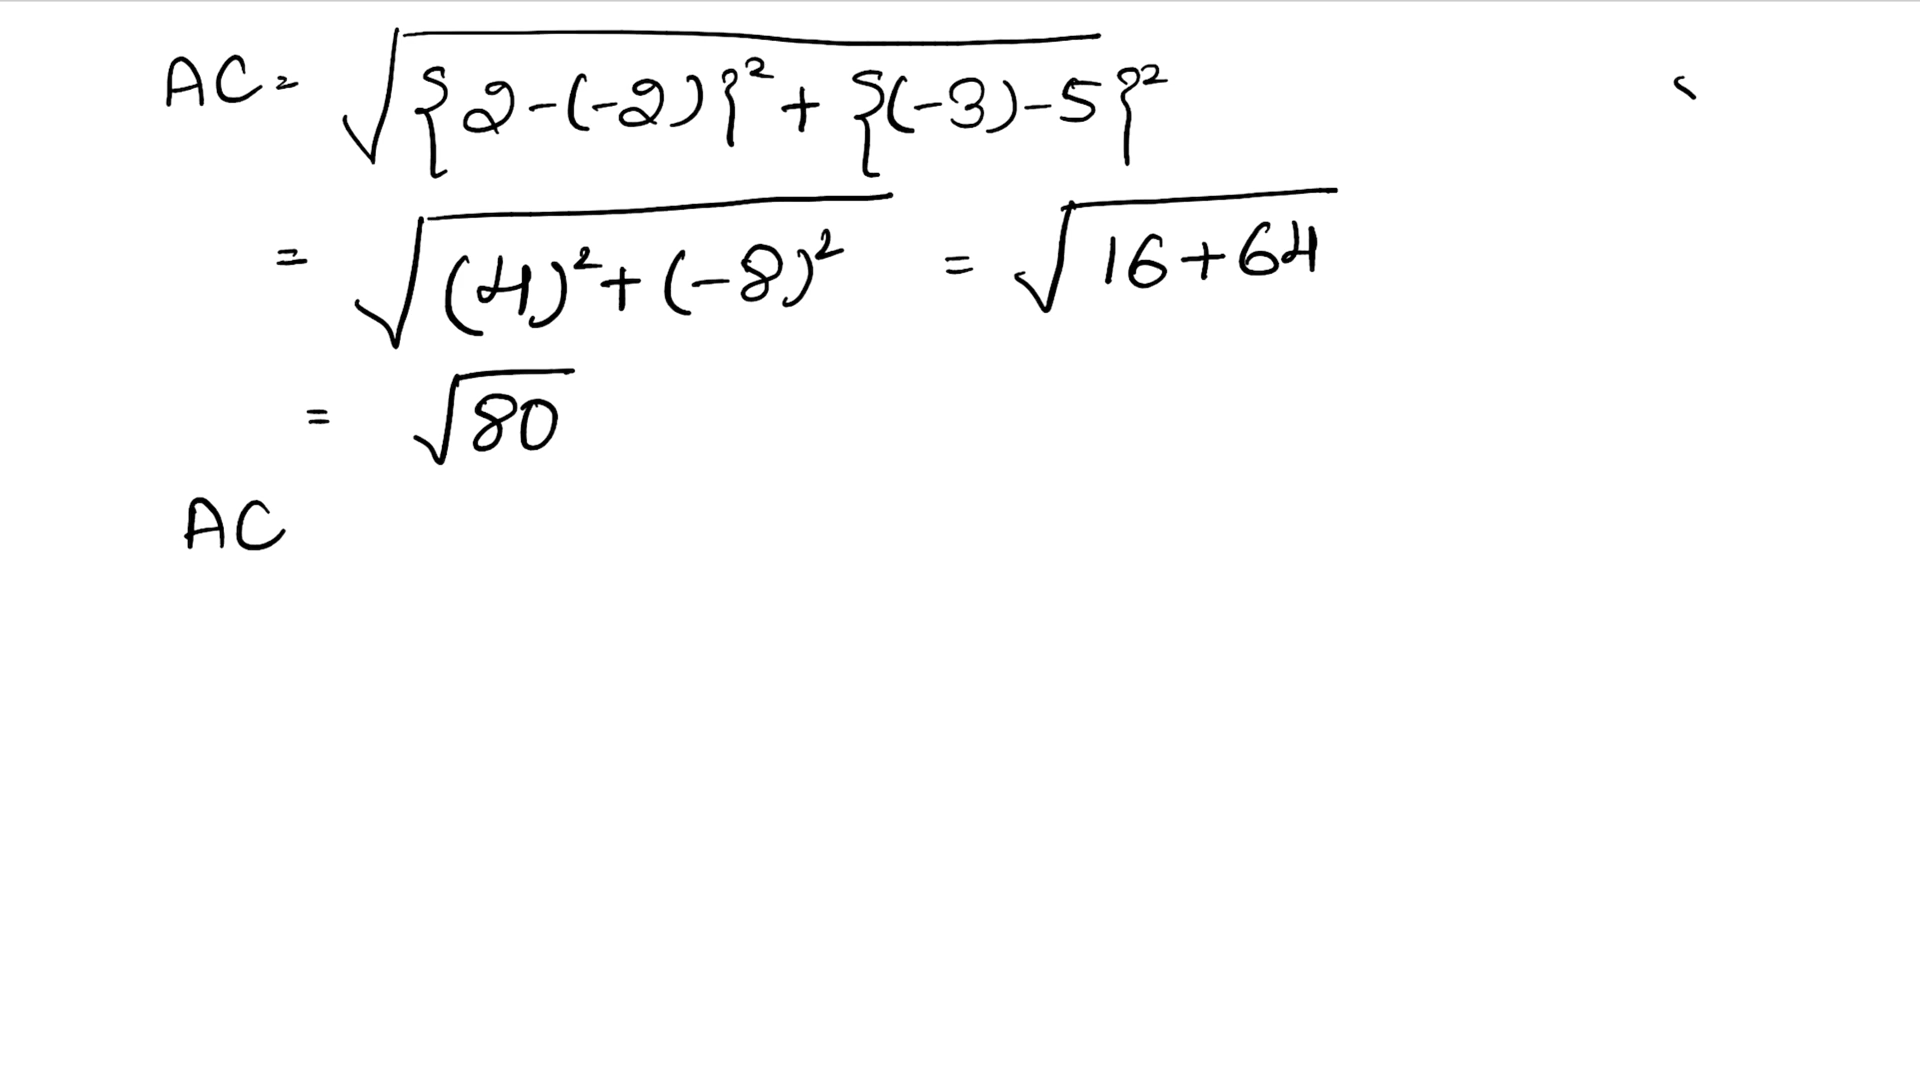 AC = √{2-(-2)}² + {(-3)-5}²
= √(4)² + (-8)² = √16+64
= √80
AC